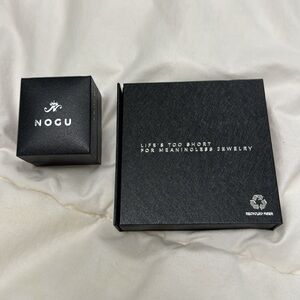 NOGU
LIFE'S TOO SHORT
FOR MEANINGLESS JEWELRY
RECYCLED PAPER